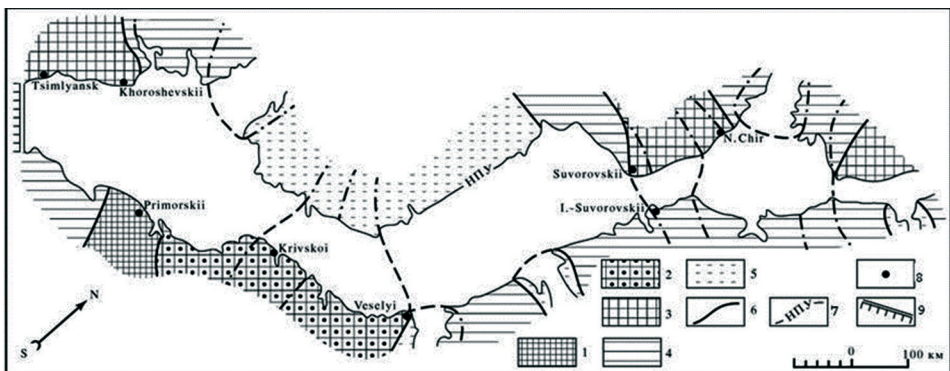 Tsimlyansk
Khoroshevskii
N. Chir
НПУ
Suvorovskii
Primorskii
I.-Suvorovskii
Krivskoi
Veselyi
N
S
2 5 8
3 6 НПУ 7 9
1 4
0 100 км